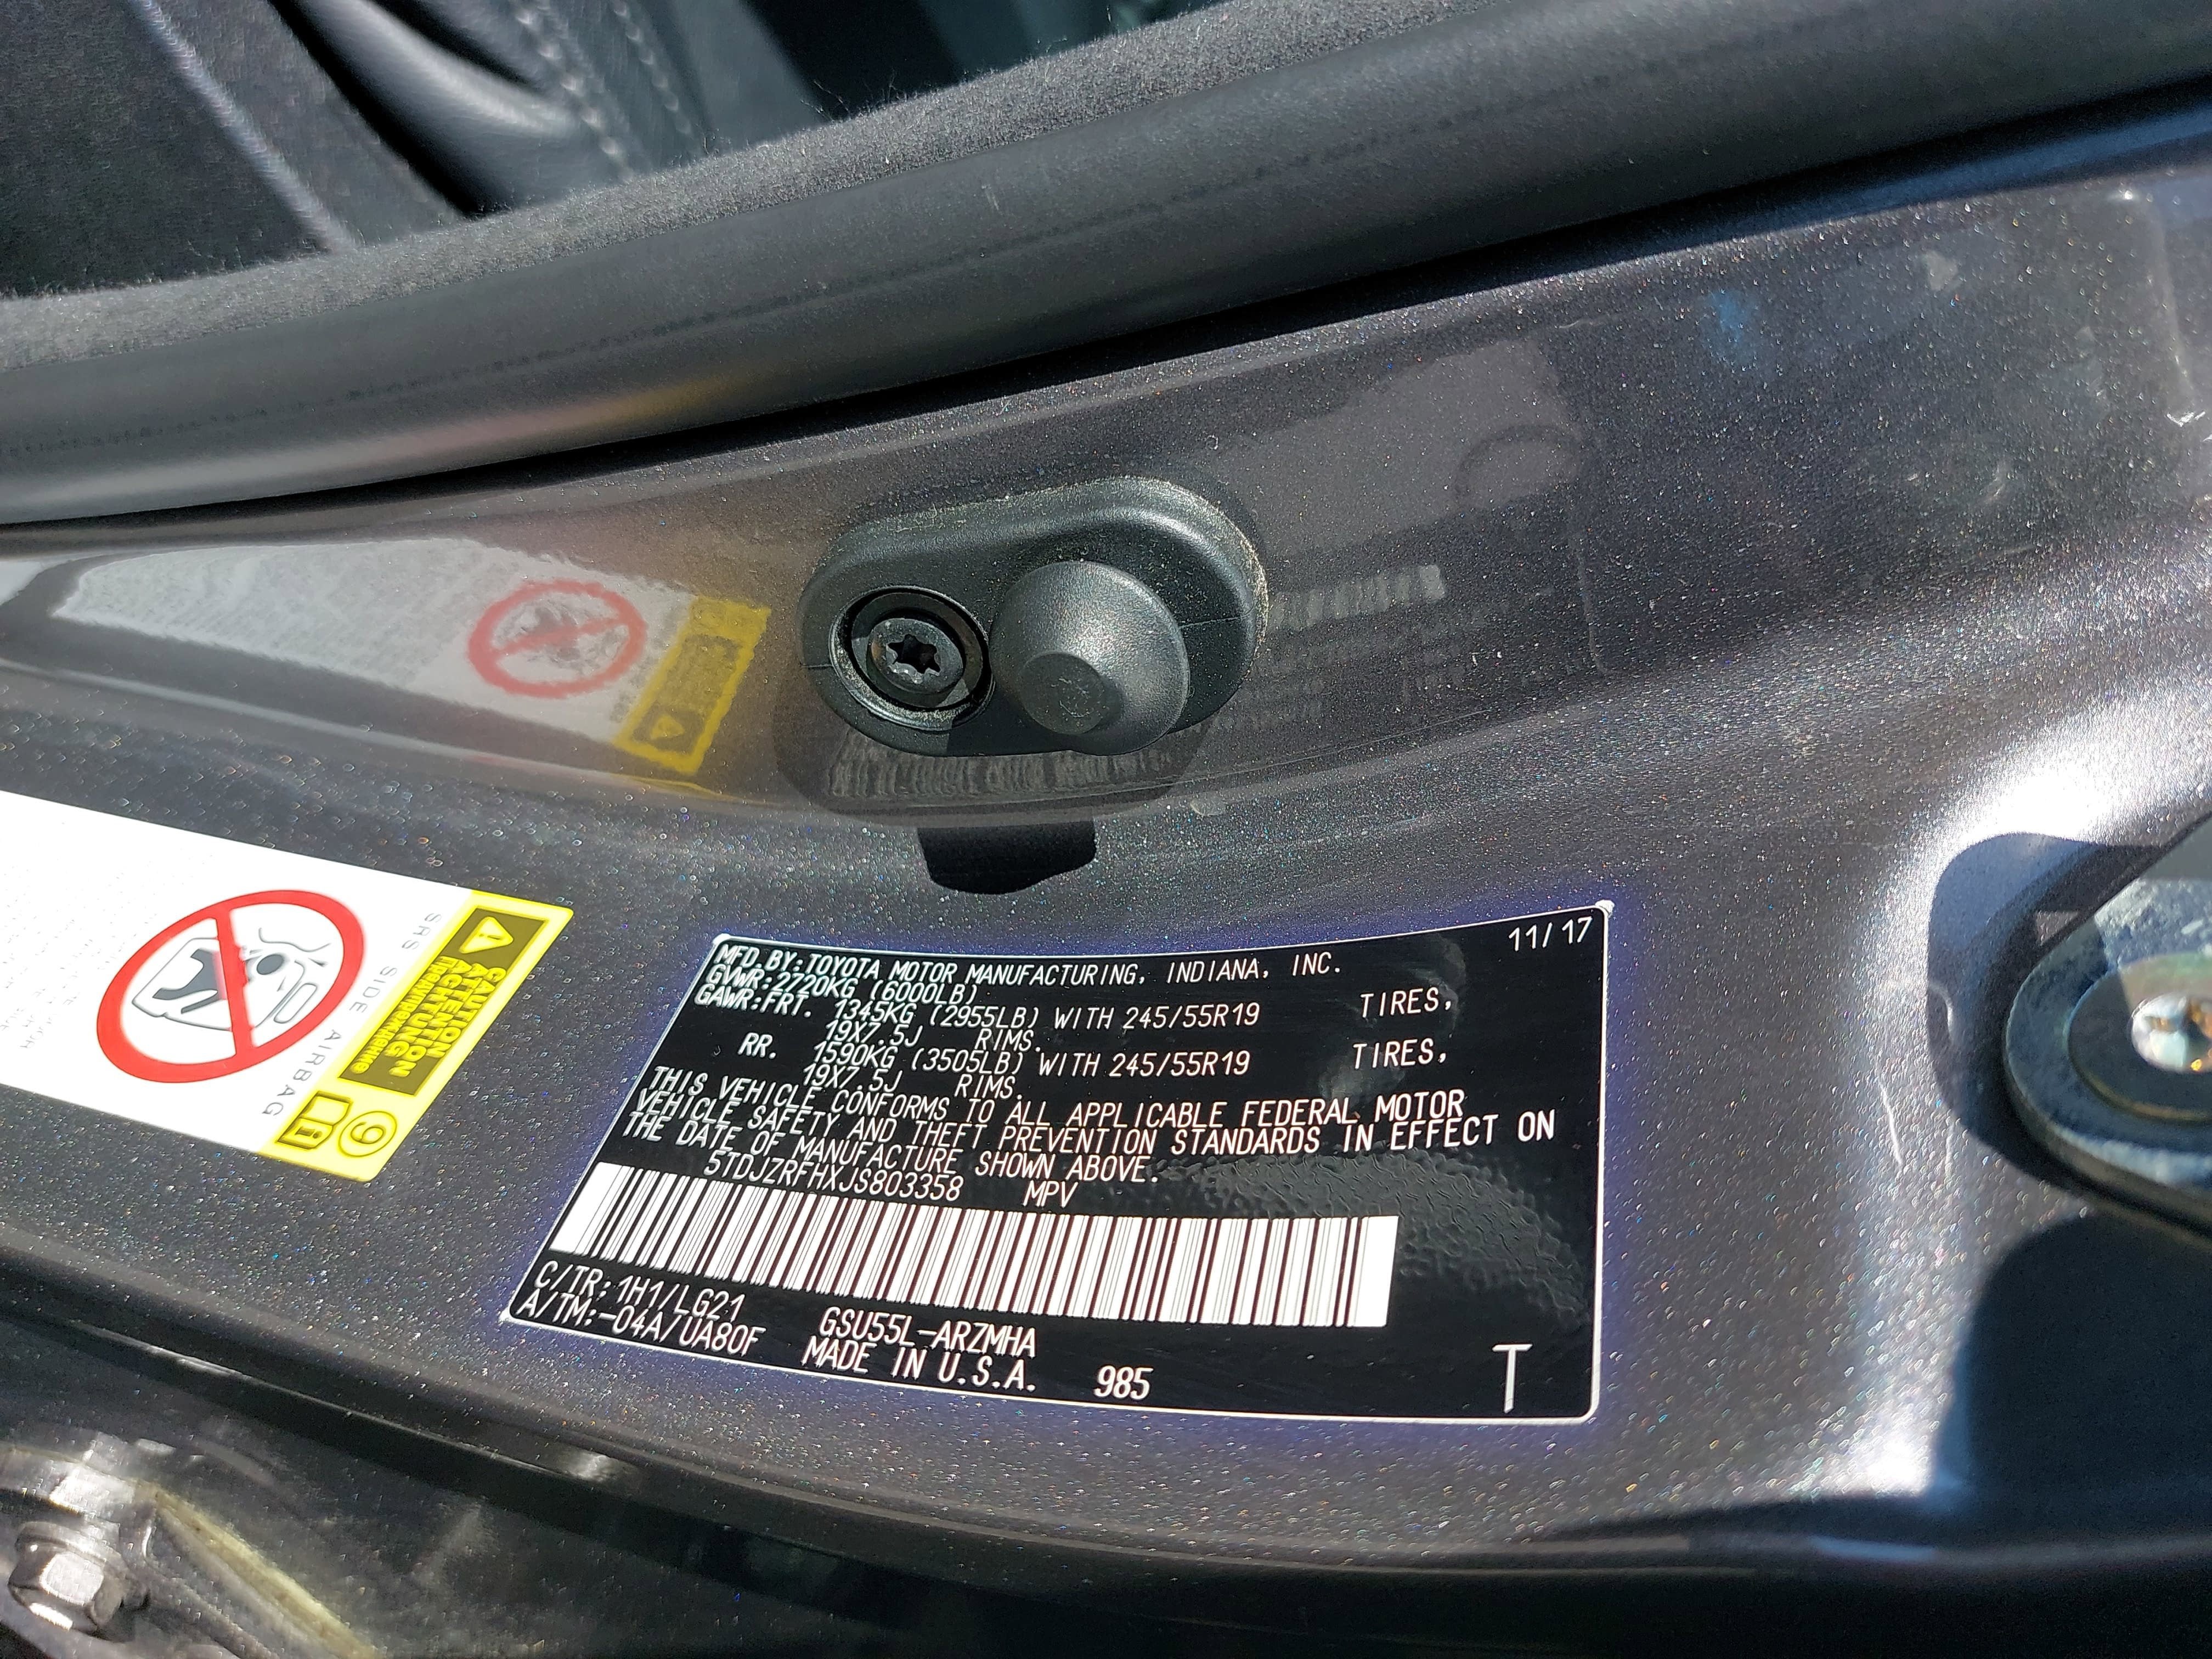 11/17
MFD.BY:TOYOTA MOTOR MANUFACTURING, INDIANA, INC.
GVWR:2720KG (6000LB)
GAWR:FRT. 1345KG (2955LB) WITH 245/55R19 TIRES,
19X7.5J RIMS.
RR. 1590KG (3505LB) WITH 245/55R19 TIRES,
19X7.5J RIMS.
THIS VEHICLE CONFORMS TO ALL APPLICABLE FEDERAL MOTOR
VEHICLE SAFETY AND THEFT PREVENTION STANDARDS IN EFFECT ON
THE DATE OF MANUFACTURE SHOWN ABOVE.
5TDJZRFHXJS803358 MPV
C/TR:1H1/LG21 GSU55L-ARZMHA
A/TM:-04A/UA80F MADE IN U.S.A. 985
T
CAUTION
ATTENTION
ACHTUNG
9
SRS SIDE AIRBAG